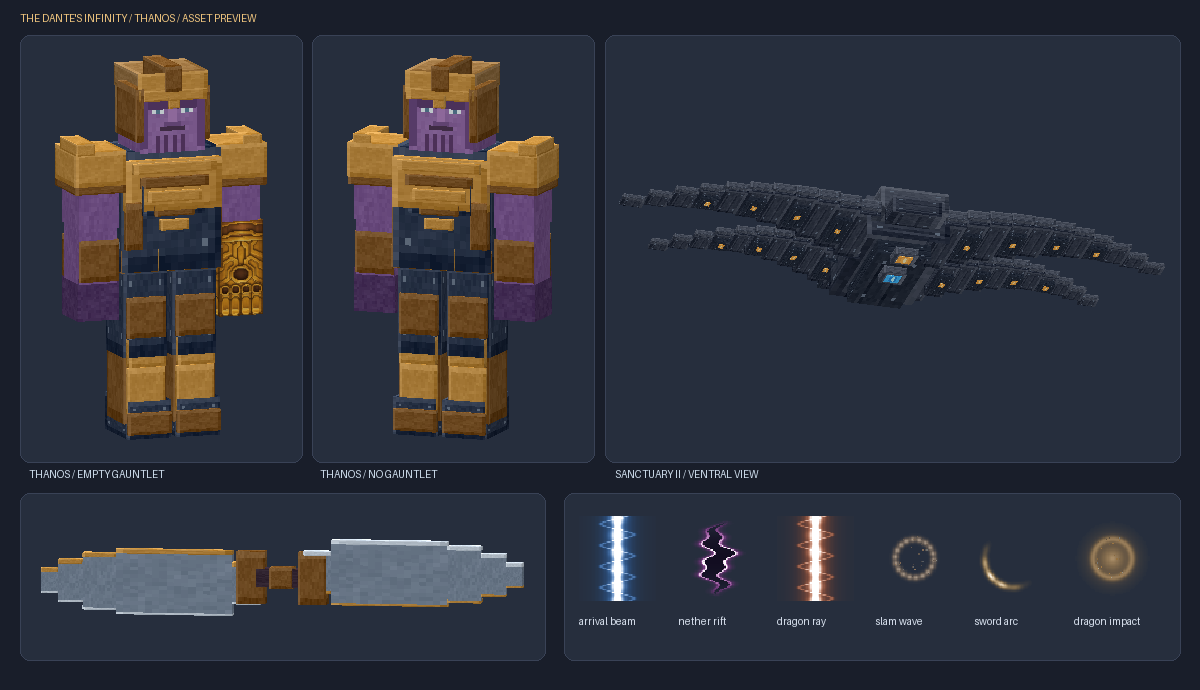 THE DANTE'S INFINITY / THANOS / ASSET PREVIEW
THANOS / EMPTY GAUNTLET
THANOS / NO GAUNTLET
SANCTUARY II / VENTRAL VIEW
arrival beam
nether rift
dragon ray
slam wave
sword arc
dragon impact